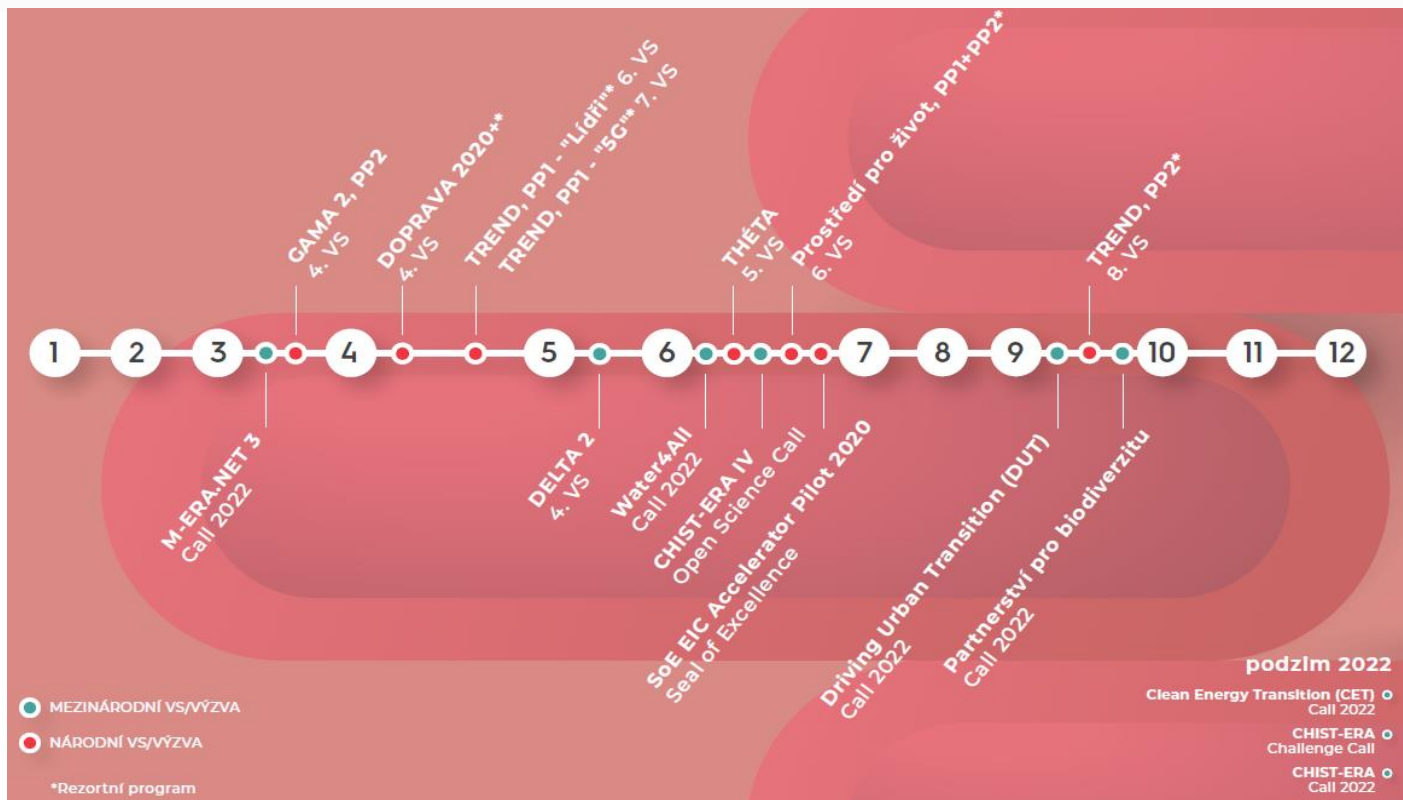 GAMA 2, PP2
4. VS
DOPRAVA 2020+*
4. VS
TREND, PP1 - "Lídři"* 6. VS
TREND, PP1 - "5G"* 7. VS
THÉTA
5. VS
Prostředí pro život, PP1+PP2*
6. VS
TREND, PP2*
8. VS
1 2 3 4 5 6 7 8 9 10 11 12
M-ERA.NET 3
Call 2022
DELTA 2
4. VS
Water4All
Call 2022
CHIST-ERA IV
Open Science Call
SoE EIC Accelerator Pilot 2020
Seal of Excellence
Driving Urban Transition (DUT)
Call 2022
Partnerství pro biodiverzitu
Call 2022
MEZINÁRODNÍ VS/VÝZVA
NÁRODNÍ VS/VÝZVA
*Rezortní program
podzim 2022
Clean Energy Transition (CET)
Call 2022
CHIST-ERA
Challenge Call
CHIST-ERA
Call 2022